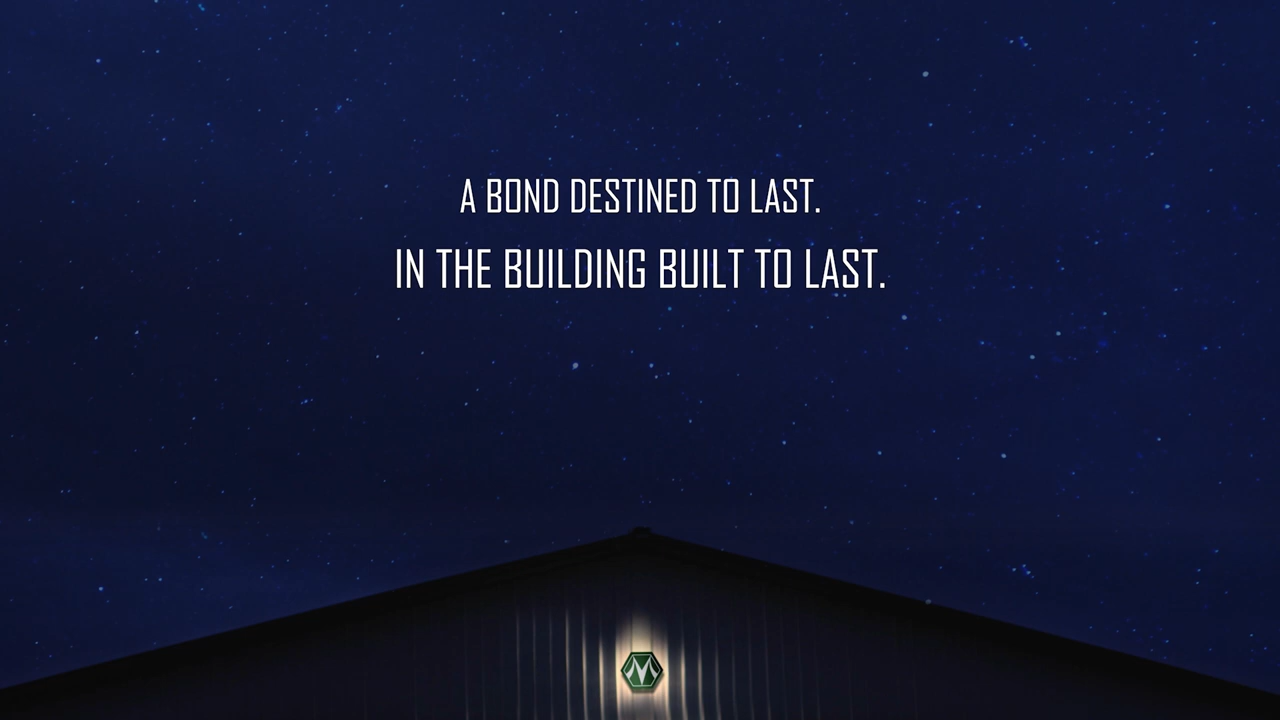 A BOND DESTINED TO LAST.
IN THE BUILDING BUILT TO LAST.
M